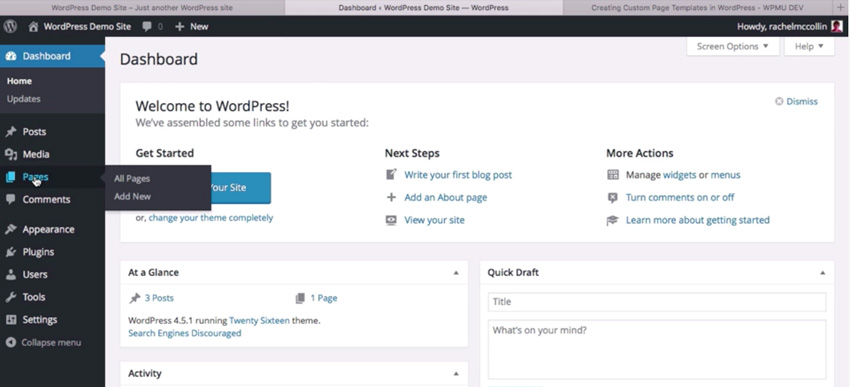 WordPress Demo Site – Just another WordPress site
Dashboard ‹ WordPress Demo Site — WordPress
Creating Custom Page Templates in WordPress - WPMU DEV
WordPress Demo Site
0
+ New
Howdy, rachelmccollin
Screen Options ▼
Help ▼
Dashboard
Home
Updates
Posts
Media
Pages
All Pages
Add New
Comments
Appearance
Plugins
Users
Tools
Settings
Collapse menu
Dashboard
Welcome to WordPress!
Dismiss
We've assembled some links to get you started:
Get Started
Your Site
or, change your theme completely
Next Steps
Write your first blog post
Add an About page
View your site
More Actions
Manage widgets or menus
Turn comments on or off
Learn more about getting started
At a Glance
3 Posts
1 Page
WordPress 4.5.1 running Twenty Sixteen theme.
Search Engines Discouraged
Activity
Quick Draft
Title
What's on your mind?